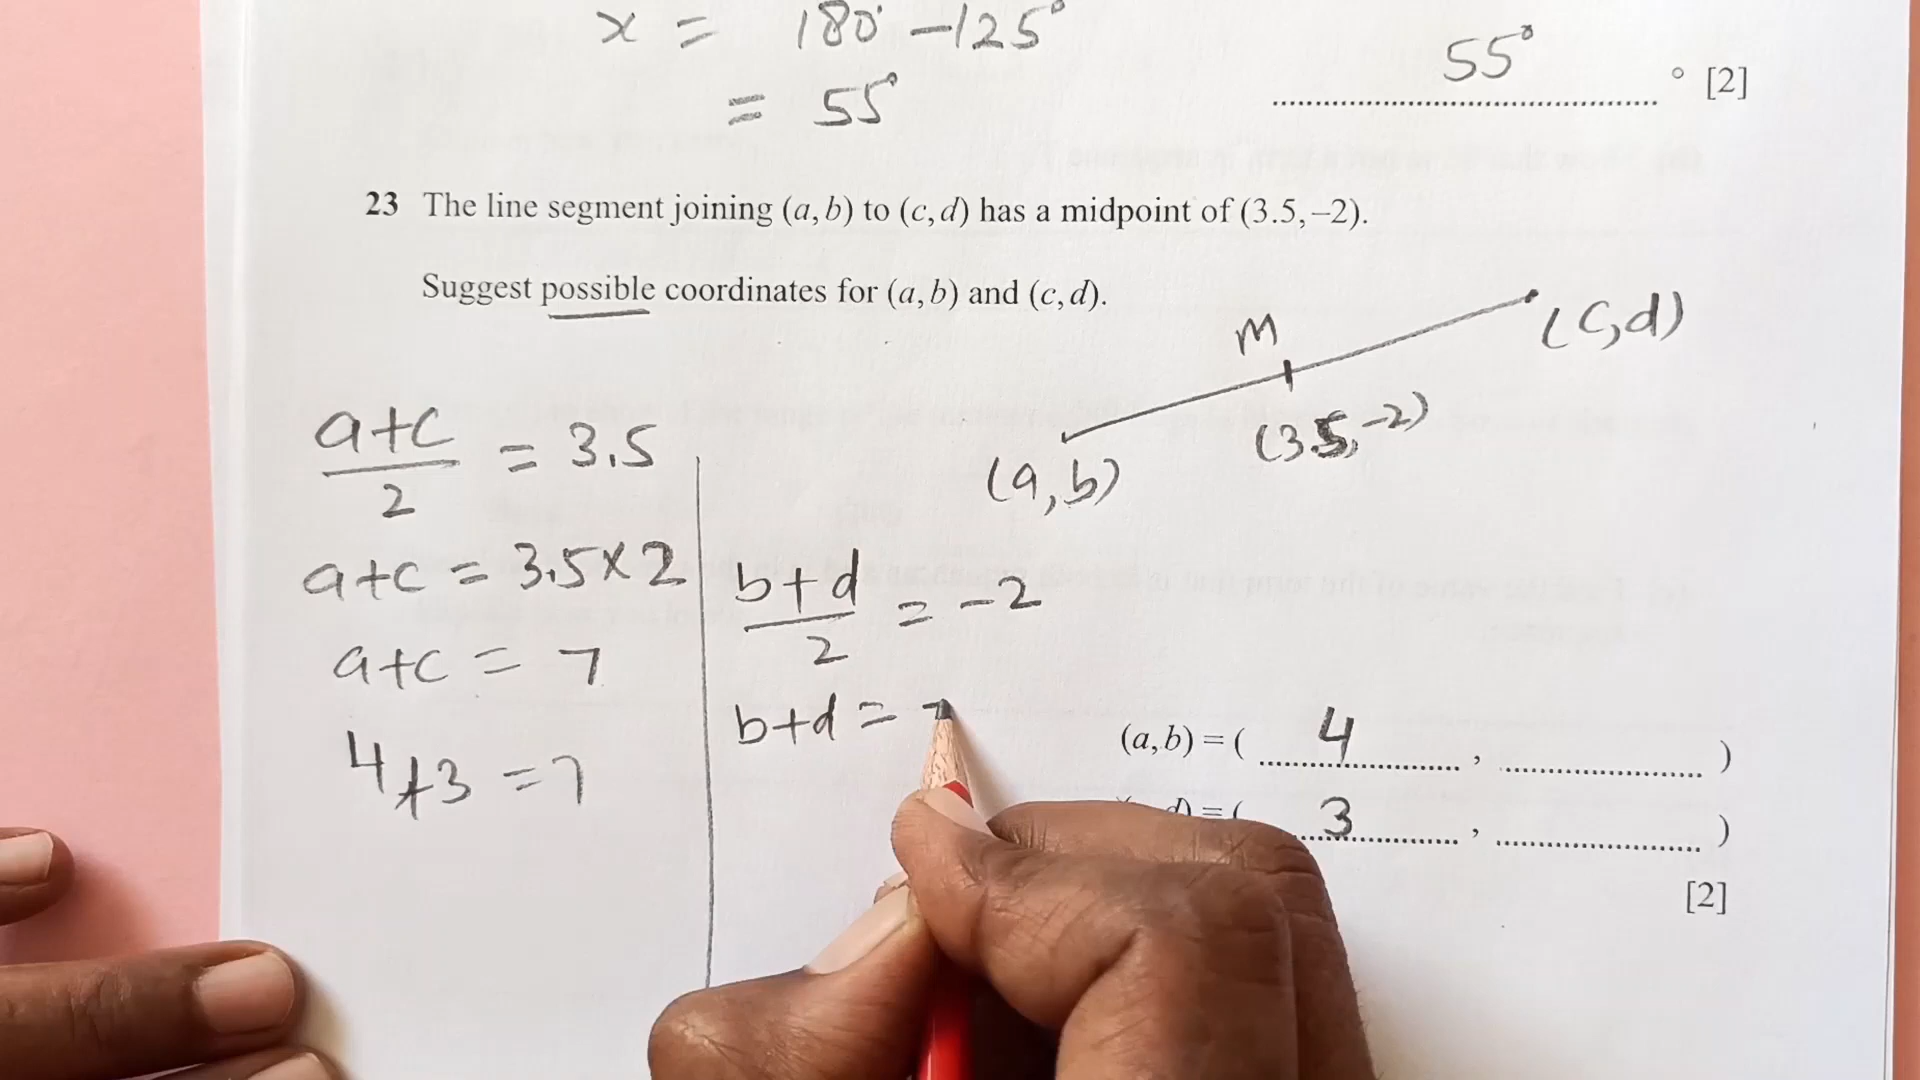 x = 180° - 125°
= 55°
55°
° [2]
23 The line segment joining (a, b) to (c, d) has a midpoint of (3.5, –2).
Suggest possible coordinates for (a, b) and (c, d).
M
(c,d)
(3.5, -2)
(a, b)
a+c
2
= 3.5
a+c = 3.5×2
a+c = 7
4+3 = 7
b+d
2
= -2
b+d = -
(a, b) = ( 4 , )
d) = ( 3 , )
[2]